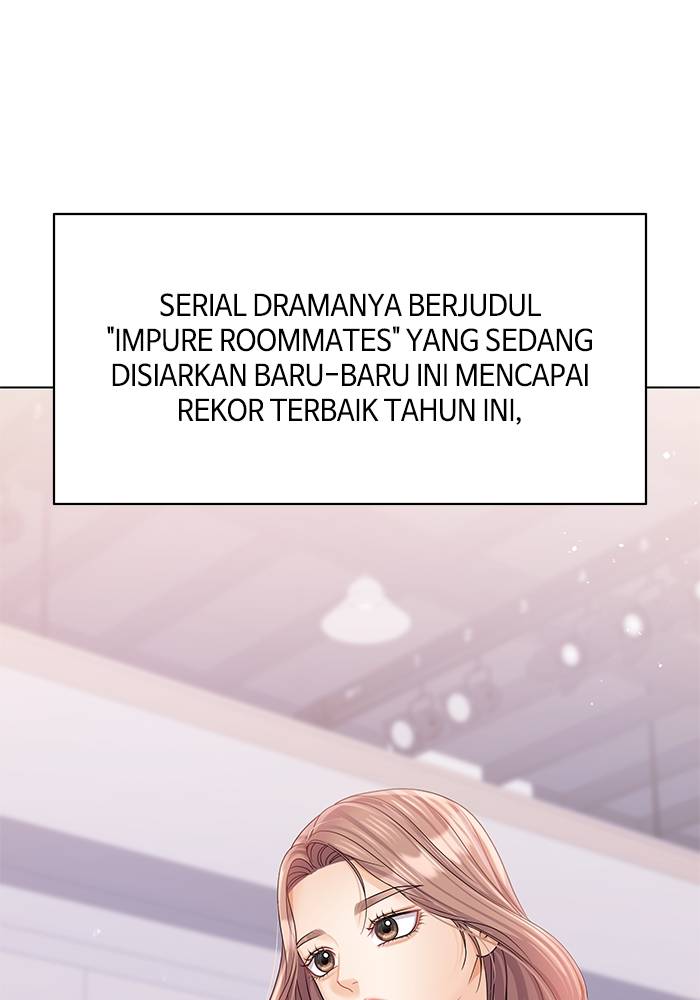 SERIAL DRAMANYA BERJUDUL
"IMPURE ROOMMATES" YANG SEDANG
DISIARKAN BARU-BARU INI MENCAPAI
REKOR TERBAIK TAHUN INI,